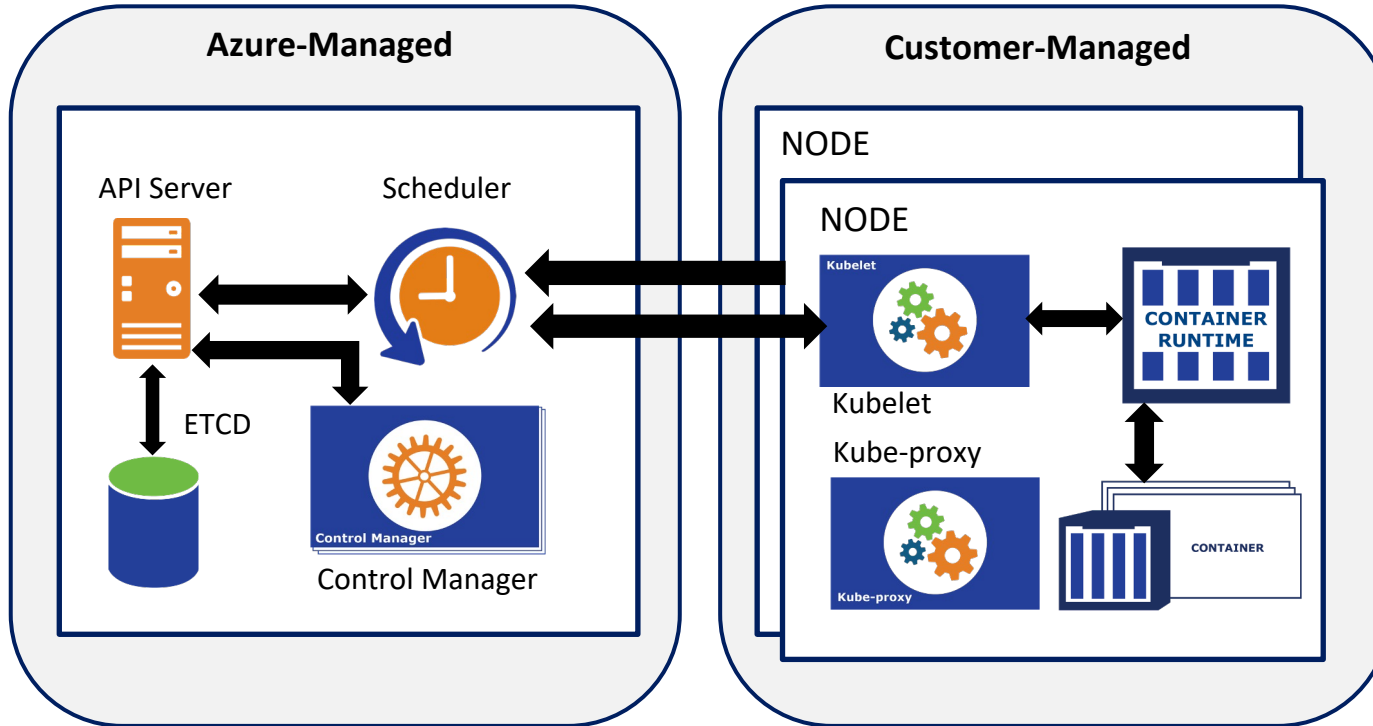 Azure-Managed
API Server
Scheduler
ETCD
Control Manager
Control Manager
Customer-Managed
NODE
NODE
Kubelet
CONTAINER
RUNTIME
Kubelet
Kube-proxy
CONTAINER
Kube-proxy